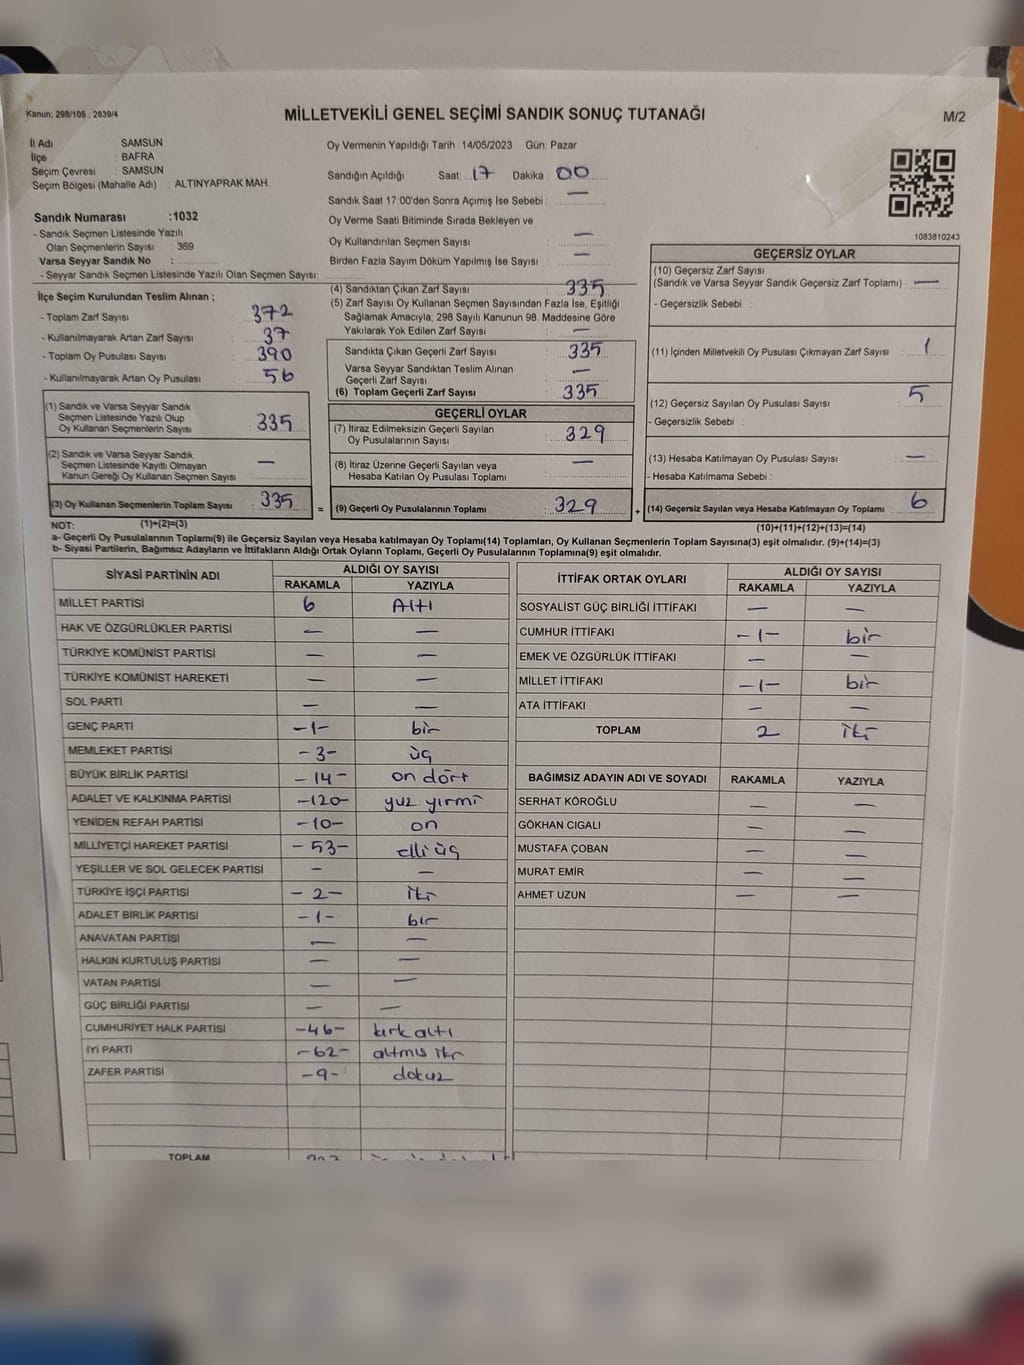 Kanun; 298/105 , 2839/4
MİLLETVEKİLİ GENEL SEÇİMİ SANDIK SONUÇ TUTANAĞI
M/2
İl Adı : SAMSUN
İlçe : BAFRA
Seçim Çevresi : SAMSUN
Seçim Bölgesi (Mahalle Adı) : ALTINYAPRAK MAH.
Oy Vermenin Yapıldığı Tarih : 14/05/2023 Gün: Pazar
Sandığın Açıldığı Saat: 17 Dakika : 00
Sandık Saat 17:00'den Sonra Açılmış İse Sebebi : —
Oy Verme Saati Bitiminde Sırada Bekleyen ve
Oy Kullandırılan Seçmen Sayısı : —
Birden Fazla Sayım Döküm Yapılmış İse Sayısı : —
Sandık Numarası :1032
- Sandık Seçmen Listesinde Yazılı
Olan Seçmenlerin Sayısı : 369
Varsa Seyyar Sandık No :
- Seyyar Sandık Seçmen Listesinde Yazılı Olan Seçmen Sayısı:
1083810243
İlçe Seçim Kurulundan Teslim Alınan ;
- Toplam Zarf Sayısı : 372
- Kullanılmayarak Artan Zarf Sayısı : 37
- Toplam Oy Pusulası Sayısı : 390
- Kullanılmayarak Artan Oy Pusulası : 56
(1) Sandık ve Varsa Seyyar Sandık
Seçmen Listesinde Yazılı Olup
Oy Kullanan Seçmenlerin Sayısı : 335
(2) Sandık ve Varsa Seyyar Sandık
Seçmen Listesinde Kayıtlı Olmayan
Kanun Gereği Oy Kullanan Seçmen Sayısı : —
(3) Oy Kullanan Seçmenlerin Toplam Sayısı : 335
(4) Sandıktan Çıkan Zarf Sayısı : 335
(5) Zarf Sayısı Oy Kullanan Seçmen Sayısından Fazla İse, Eşitliği
Sağlamak Amacıyla; 298 Sayılı Kanunun 98. Maddesine Göre
Yakılarak Yok Edilen Zarf Sayısı : —
Sandıkta Çıkan Geçerli Zarf Sayısı : 335
Varsa Seyyar Sandıktan Teslim Alınan
Geçerli Zarf Sayısı : —
(6) Toplam Geçerli Zarf Sayısı : 335
GEÇERLİ OYLAR
(7) İtiraz Edilmeksizin Geçerli Sayılan
Oy Pusulalarının Sayısı : 329
(8) İtiraz Üzerine Geçerli Sayılan veya
Hesaba Katılan Oy Pusulası Toplamı : —
= (9) Geçerli Oy Pusulalarının Toplamı : 329
GEÇERSİZ OYLAR
(10) Geçersiz Zarf Sayısı
(Sandık ve Varsa Seyyar Sandık Geçersiz Zarf Toplamı) : —
- Geçersizlik Sebebi :
(11) İçinden Milletvekili Oy Pusulası Çıkmayan Zarf Sayısı : 1
(12) Geçersiz Sayılan Oy Pusulası Sayısı : 5
- Geçersizlik Sebebi :
(13) Hesaba Katılmayan Oy Pusulası Sayısı : —
- Hesaba Katılmama Sebebi :
+ (14) Geçersiz Sayılan veya Hesaba Katılmayan Oy Toplamı : 6
NOT: (1)+(2)=(3)
(10)+(11)+(12)+(13)=(14)
a- Geçerli Oy Pusulalarının Toplamı(9) ile Geçersiz Sayılan veya Hesaba katılmayan Oy Toplamı(14) Toplamları, Oy Kullanan Seçmenlerin Toplam Sayısına(3) eşit olmalıdır. (9)+(14)=(3)
b- Siyasi Partilerin, Bağımsız Adayların ve İttifakların Aldığı Ortak Oyların Toplamı, Geçerli Oy Pusulalarının Toplamına(9) eşit olmalıdır.
SİYASİ PARTİNİN ADI ALDIĞI OY SAYISI
RAKAMLA YAZIYLA
MİLLET PARTİSİ 6 Altı
HAK VE ÖZGÜRLÜKLER PARTİSİ — —
TÜRKİYE KOMÜNİST PARTİSİ — —
TÜRKİYE KOMÜNİST HAREKETİ — —
SOL PARTİ — —
GENÇ PARTİ -1- bir
MEMLEKET PARTİSİ -3- üç
BÜYÜK BİRLİK PARTİSİ -14- on dört
ADALET VE KALKINMA PARTİSİ -120- yuz yirmi
YENİDEN REFAH PARTİSİ -10- on
MİLLİYETÇİ HAREKET PARTİSİ -53- elli üç
YEŞİLLER VE SOL GELECEK PARTİSİ — —
TÜRKİYE İŞÇİ PARTİSİ -2- iki
ADALET BİRLİK PARTİSİ -1- bir
ANAVATAN PARTİSİ — —
HALKIN KURTULUŞ PARTİSİ — —
VATAN PARTİSİ — —
GÜÇ BİRLİĞİ PARTİSİ — —
CUMHURİYET HALK PARTİSİ -46- kırk altı
İYİ PARTİ -62- altmış iki
ZAFER PARTİSİ -9- dokuz
TOPLAM
İTTİFAK ORTAK OYLARI ALDIĞI OY SAYISI
RAKAMLA YAZIYLA
SOSYALİST GÜÇ BİRLİĞİ İTTİFAKI — —
CUMHUR İTTİFAKI -1- bir
EMEK VE ÖZGÜRLÜK İTTİFAKI — —
MİLLET İTTİFAKI -1- bir
ATA İTTİFAKI — —
TOPLAM 2 iki
BAĞIMSIZ ADAYIN ADI VE SOYADI RAKAMLA YAZIYLA
SERHAT KÖROĞLU — —
GÖKHAN CIGALI — —
MUSTAFA ÇOBAN — —
MURAT EMİR — —
AHMET UZUN — —